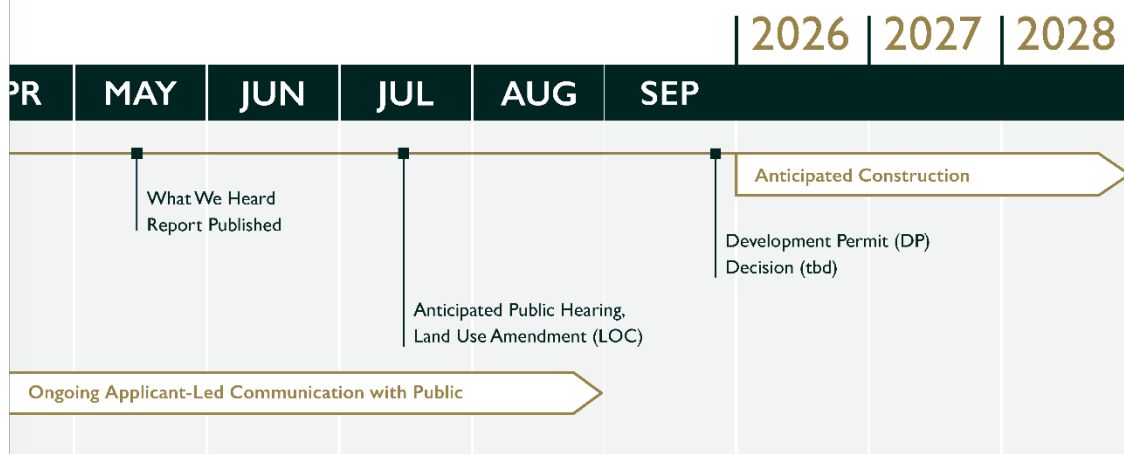 2026 2027 2028
PR MAY JUN JUL AUG SEP
What We Heard
Report Published
Anticipated Public Hearing,
Land Use Amendment (LOC)
Development Permit (DP)
Decision (tbd)
Anticipated Construction
Ongoing Applicant-Led Communication with Public